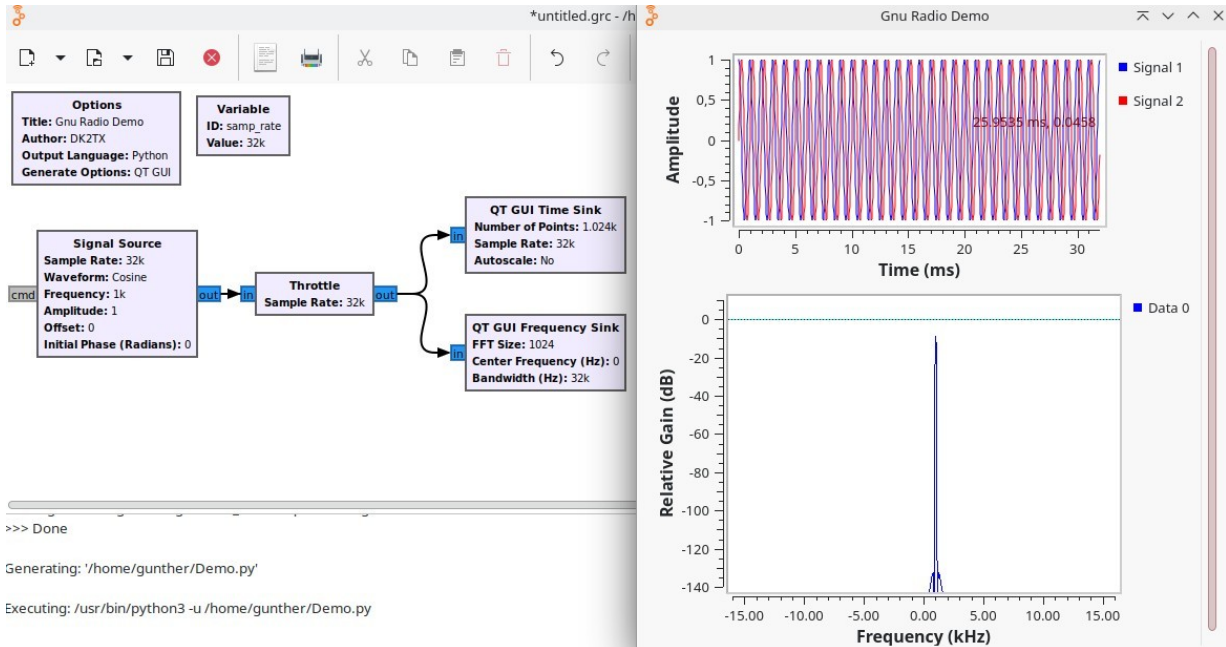 *untitled.grc - /h
Options
Title: Gnu Radio Demo
Author: DK2TX
Output Language: Python
Generate Options: QT GUI
Variable
ID: samp_rate
Value: 32k
Signal Source
Sample Rate: 32k
Waveform: Cosine
Frequency: 1k
Amplitude: 1
Offset: 0
Initial Phase (Radians): 0
cmd
out
in
Throttle
Sample Rate: 32k
out
in
QT GUI Time Sink
Number of Points: 1.024k
Sample Rate: 32k
Autoscale: No
in
QT GUI Frequency Sink
FFT Size: 1024
Center Frequency (Hz): 0
Bandwidth (Hz): 32k
>>> Done
Generating: '/home/gunther/Demo.py'
Executing: /usr/bin/python3 -u /home/gunther/Demo.py
Gnu Radio Demo
Amplitude
1
0,5
0
-0,5
-1
25.9535 ms, 0.0458
0 5 10 15 20 25 30
Time (ms)
Signal 1
Signal 2
Relative Gain (dB)
0
-20
-40
-60
-80
-100
-120
-140
-15.00 -10.00 -5.00 0.00 5.00 10.00 15.00
Frequency (kHz)
Data 0